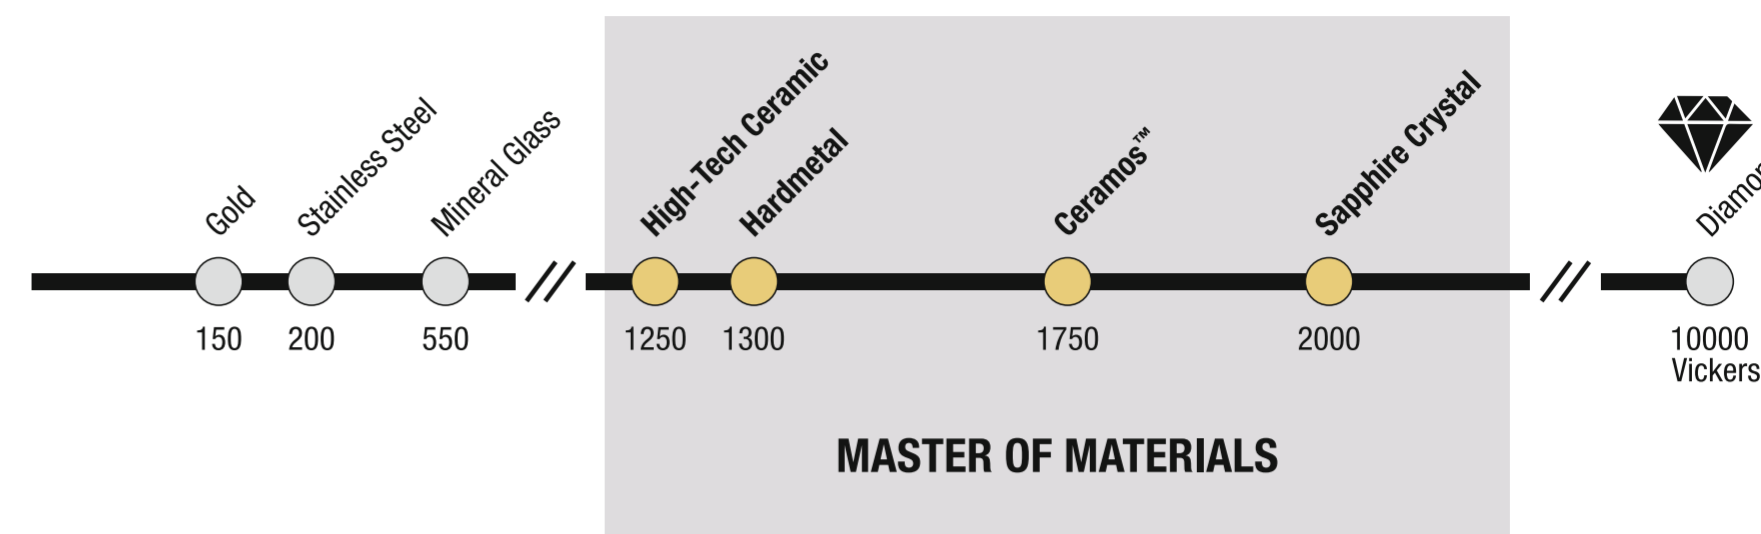 Gold
Stainless Steel
Mineral Glass
High-Tech Ceramic
Hardmetal
Ceramos™
Sapphire Crystal
150
200
550
1250
1300
1750
2000
10000
Vickers
MASTER OF MATERIALS